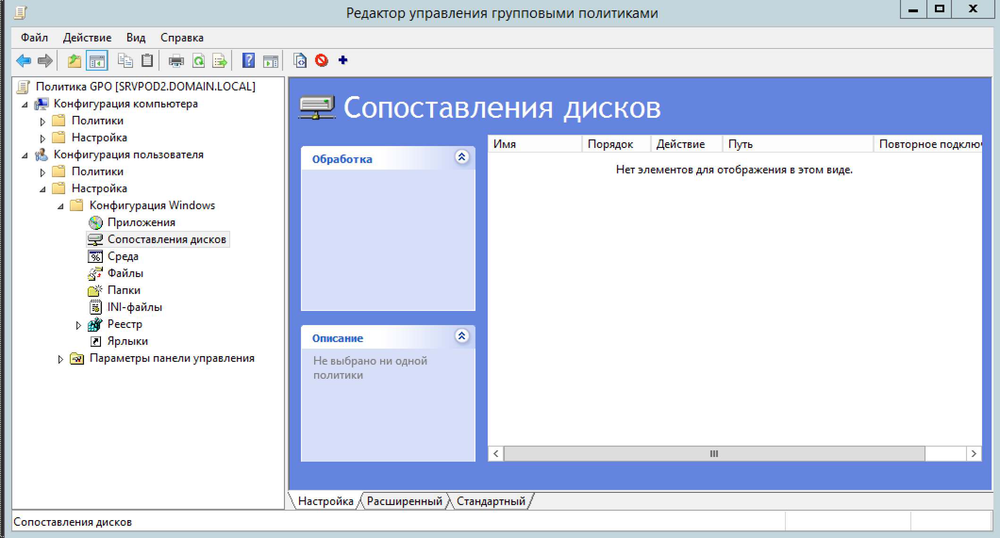 Редактор управления групповыми политиками
Файл Действие Вид Справка
Политика GPO [SRVPOD2.DOMAIN.LOCAL]
Конфигурация компьютера
Политики
Настройка
Конфигурация пользователя
Политики
Настройка
Конфигурация Windows
Приложения
Сопоставления дисков
Среда
Файлы
Папки
INI-файлы
Реестр
Ярлыки
Параметры панели управления
Сопоставления дисков
Обработка
Описание
Не выбрано ни одной
политики
Имя Порядок Действие Путь Повторное подклю
Нет элементов для отображения в этом виде.
Настройка Расширенный Стандартный
Сопоставления дисков